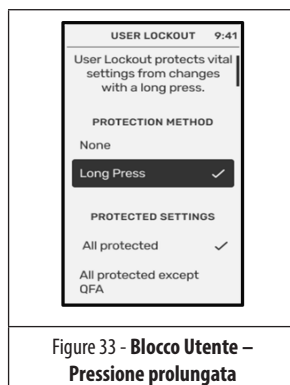 USER LOCKOUT 9:41
User Lockout protects vital
settings from changes
with a long press.
PROTECTION METHOD
None
Long Press
PROTECTED SETTINGS
All protected
All protected except
QFA
Figure 33 - Blocco Utente –
Pressione prolungata